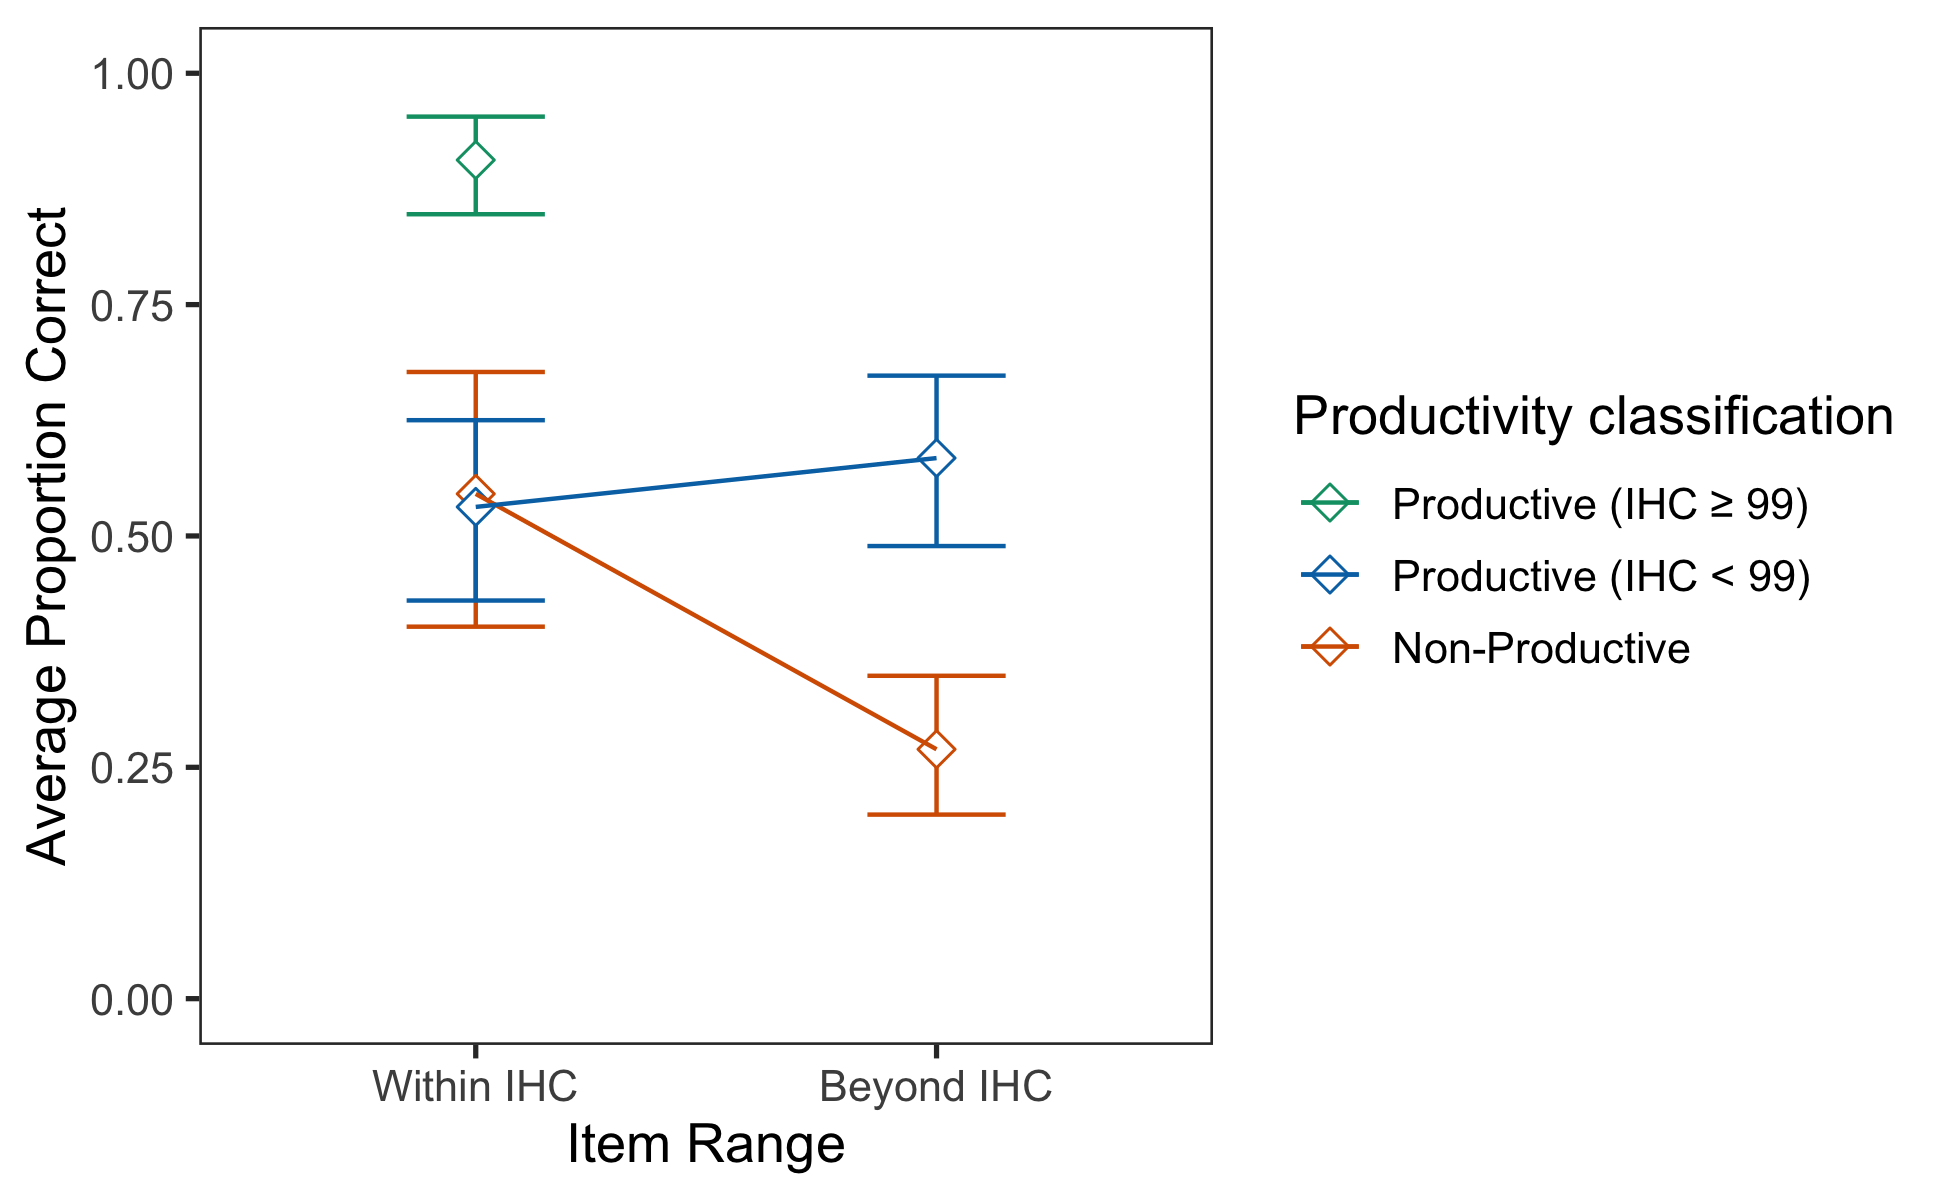 Average Proportion Correct
1.00
0.75
0.50
0.25
0.00
Within IHC
Beyond IHC
Item Range
Productivity classification
Productive (IHC ≥ 99)
Productive (IHC < 99)
Non-Productive